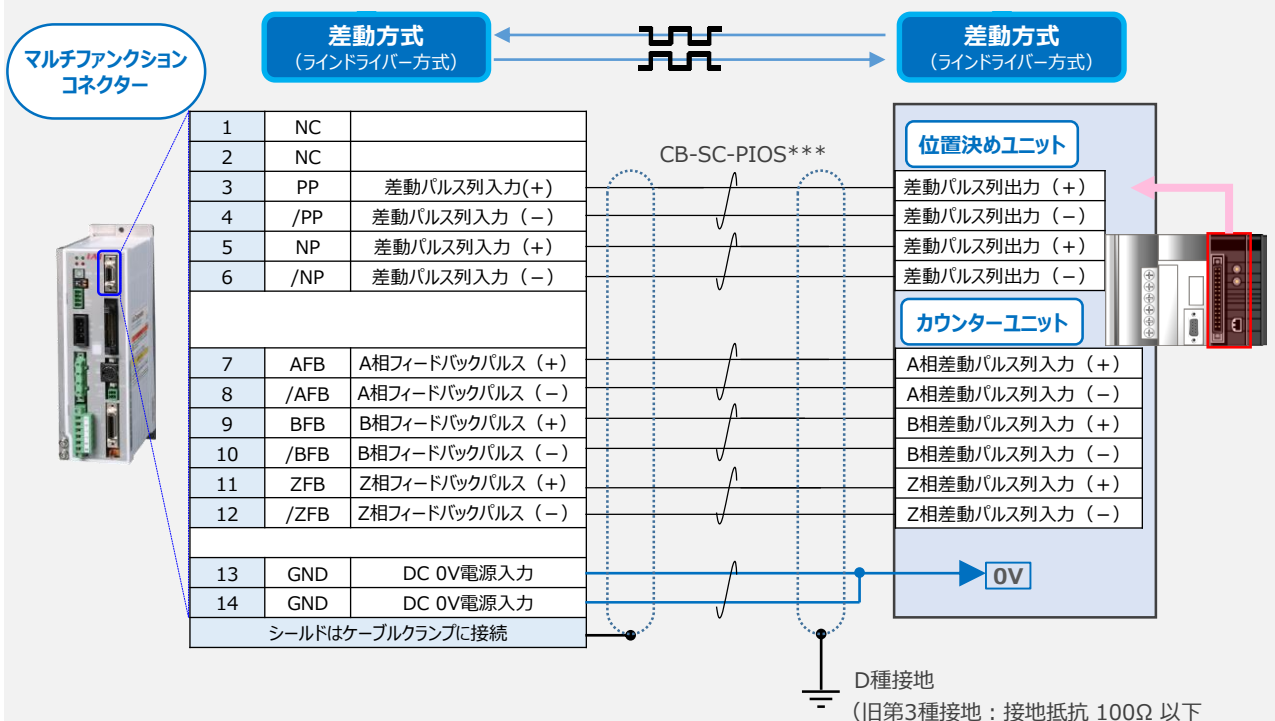 マルチファンクション
コネクター
差動方式
（ラインドライバー方式）
差動方式
（ラインドライバー方式）
1 NC
2 NC
3 PP 差動パルス列入力(+)
4 /PP 差動パルス列入力（－）
5 NP 差動パルス列入力（+）
6 /NP 差動パルス列入力（－）
7 AFB A相フィードバックパルス（+）
8 /AFB A相フィードバックパルス（－）
9 BFB B相フィードバックパルス（+）
10 /BFB B相フィードバックパルス（－）
11 ZFB Z相フィードバックパルス（+）
12 /ZFB Z相フィードバックパルス（－）
13 GND DC 0V電源入力
14 GND DC 0V電源入力
シールドはケーブルクランプに接続
CB-SC-PIOS***
位置決めユニット
差動パルス列出力（+）
差動パルス列出力（－）
差動パルス列出力（+）
差動パルス列出力（－）
カウンターユニット
A相差動パルス列入力（+）
A相差動パルス列入力（－）
B相差動パルス列入力（+）
B相差動パルス列入力（－）
Z相差動パルス列入力（+）
Z相差動パルス列入力（－）
0V
D種接地
（旧第3種接地：接地抵抗 100Ω 以下